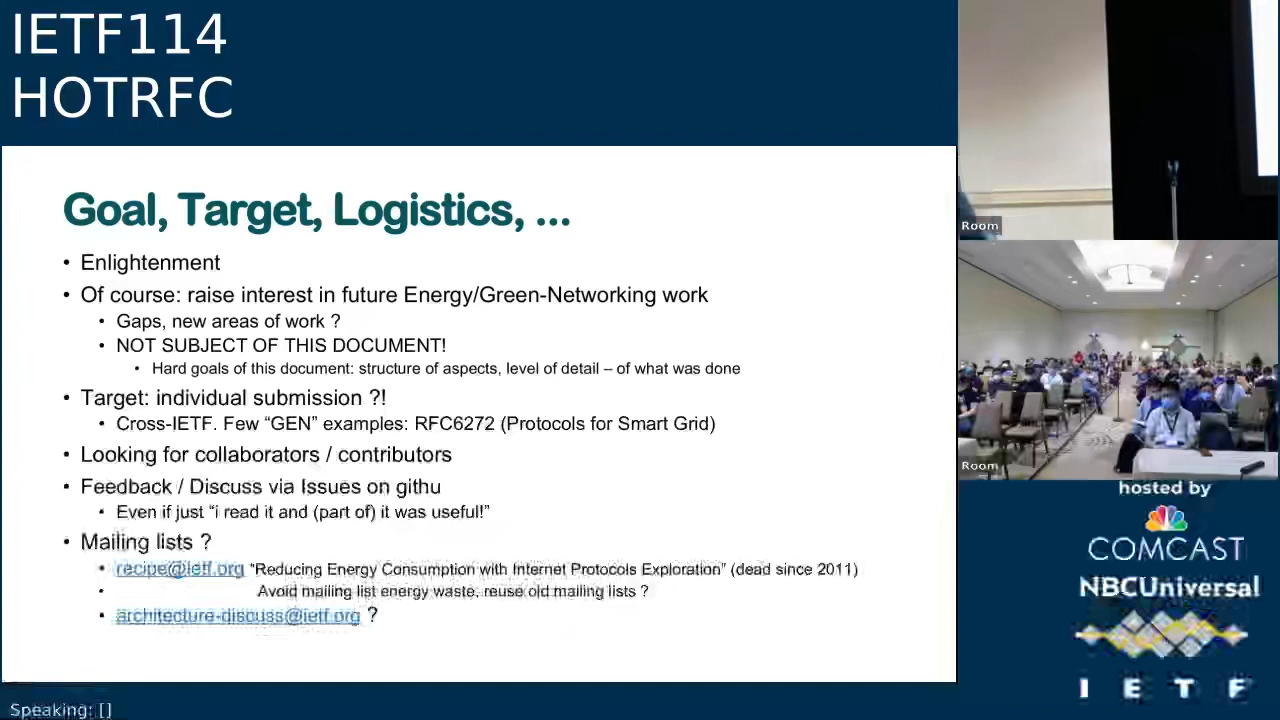 IETF114
HOTRFC
Goal, Target, Logistics, ...
• Enlightenment
• Of course: raise interest in future Energy/Green-Networking work
• Gaps, new areas of work ?
• NOT SUBJECT OF THIS DOCUMENT!
• Hard goals of this document: structure of aspects, level of detail – of what was done
• Target: individual submission ?!
• Cross-IETF. Few “GEN” examples: RFC6272 (Protocols for Smart Grid)
• Looking for collaborators / contributors
• Feedback / Discuss via Issues on githu
• Even if just “i read it and (part of) it was useful!”
• Mailing lists ?
• recipe@ietf.org “Reducing Energy Consumption with Internet Protocols Exploration” (dead since 2011)
• Avoid mailing list energy waste, reuse old mailing lists ?
• architecture-discuss@ietf.org ?
Speaking: []
Room
Room
hosted by
COMCAST
NBCUniversal
I E T F